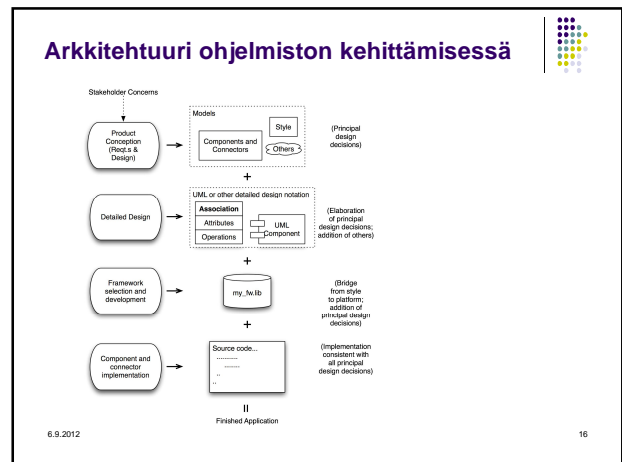 Arkkitehtuuri ohjelmiston kehittämisessä
Stakeholder Concerns
Product
Conception
(Reqt.s &
Design)
Models
Components and
Connectors
Style
Others
(Principal
design
decisions)
+
Detailed Design
UML or other detailed design notation
Association
Attributes
Operations
UML
Component
(Elaboration
of principal
design decisions;
addition of others)
+
Framework
selection and
development
my_fw.lib
(Bridge
from style
to platform;
addition of
principal design
decisions)
+
Component and
connector
implementation
Source code...
..........
.......
..
..
(Implementation
consistent with
all principal
design decisions)
=
Finished Application
6.9.2012
16